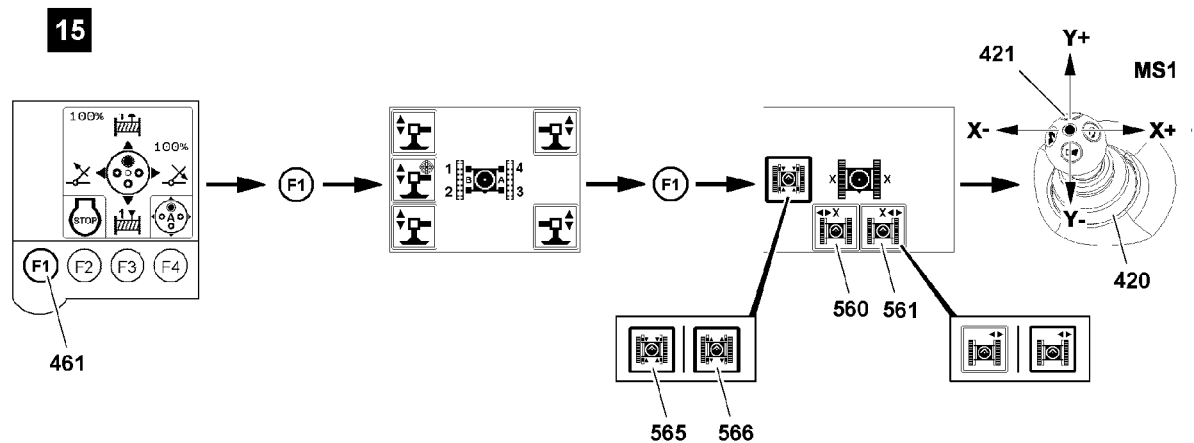 15
100%
100%
STOP
A
F1 F2 F3 F4
461
F1
1 4
B A
2 3
F1
X X
X X
560 561
565 566
421
Y+
MS1
X- X+
Y-
420